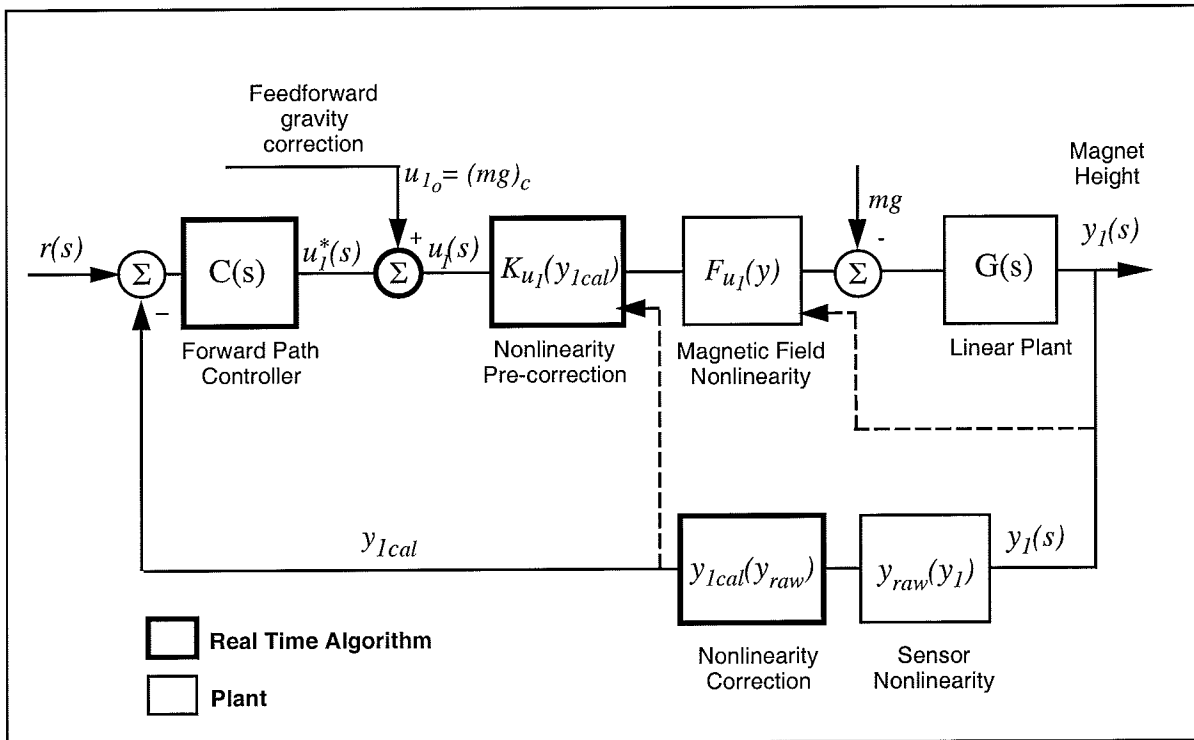 Feedforward
gravity
correction
u1o = (mg)c
mg
Magnet
Height
y1(s)
r(s)
Σ
−
C(s)
u1*(s)
+
Σ
u1(s)
Ku1(y1cal)
Fu1(y)
-
Σ
G(s)
Forward Path
Controller
Nonlinearity
Pre-correction
Magnetic Field
Nonlinearity
Linear Plant
y1cal
y1cal(yraw)
yraw(y1)
y1(s)
Nonlinearity
Correction
Sensor
Nonlinearity
Real Time Algorithm
Plant